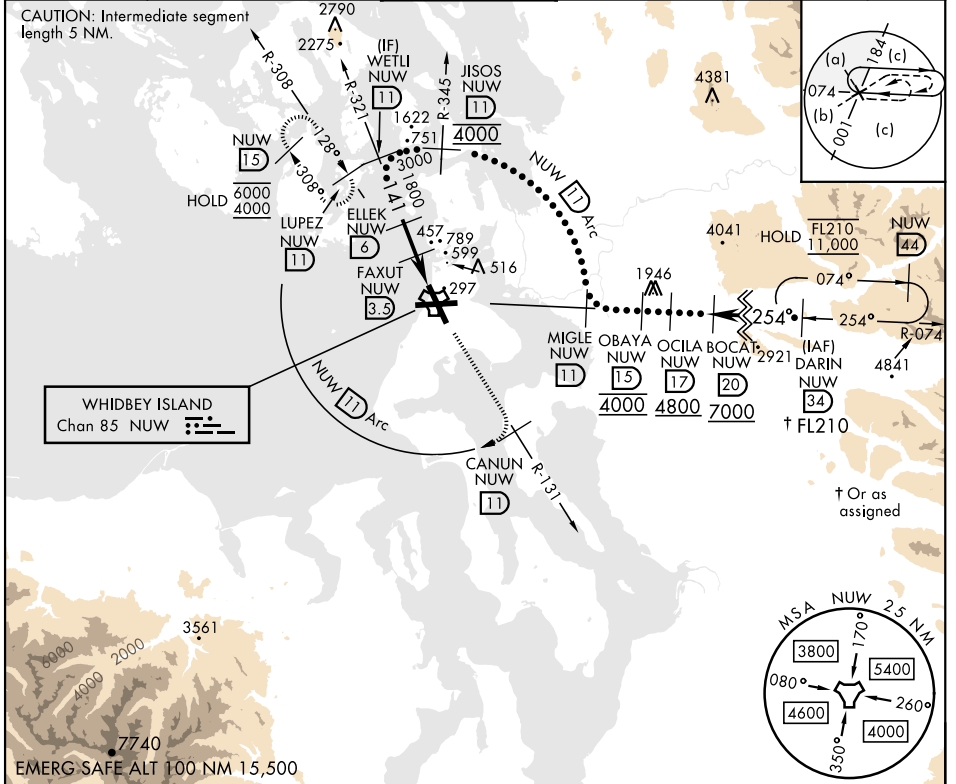 CAUTION: Intermediate segment
length 5 NM.
2790
2275
R-308
R-321
(IF)
WETLI
NUW
11
R-345
JISOS
NUW
11
4000
4381
184
(a)
(c)
074
(b)
(c)
001
1622
751
3000
NUW
15
128°
308°
HOLD
6000
4000
1800
141
LUPEZ
NUW
11
ELLEK
NUW
6
457
789
599
516
FAXUT
NUW
3.5
297
NUW 11 Arc
4041
HOLD
FL210
11,000
NUW
44
074°
1946
254°
254°
R-074
MIGLE
NUW
11
OBAYA
NUW
15
4000
OCILA
NUW
17
4800
BOCAT
NUW
20
7000
2921
(IAF)
DARIN
NUW
34
† FL210
4841
NUW 11 Arc
WHIDBEY ISLAND
Chan 85 NUW
CANUN
NUW
11
R-131
† Or as
assigned
3561
6000
2000
4000
7740
EMERG SAFE ALT 100 NM 15,500
MSA NUW 25 NM
170°
3800
5400
080°
260°
4600
4000
350°